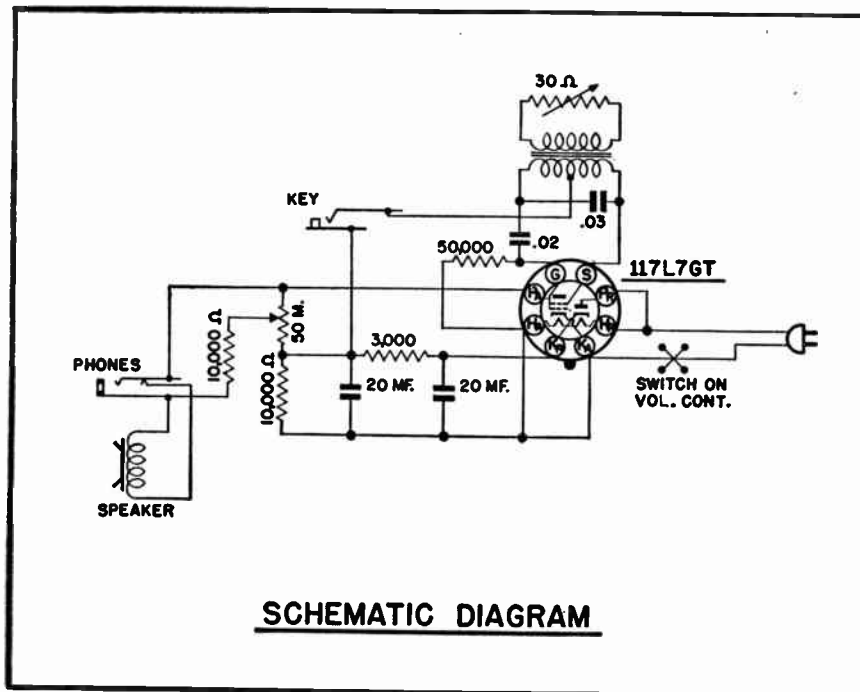 30 Ω
KEY
.03
.02
50,000
117L7GT
G
S
50 M.
10,000 Ω
3,000
PHONES
10,000 Ω
20 MF.
20 MF.
SWITCH ON
VOL. CONT.
SPEAKER
SCHEMATIC DIAGRAM